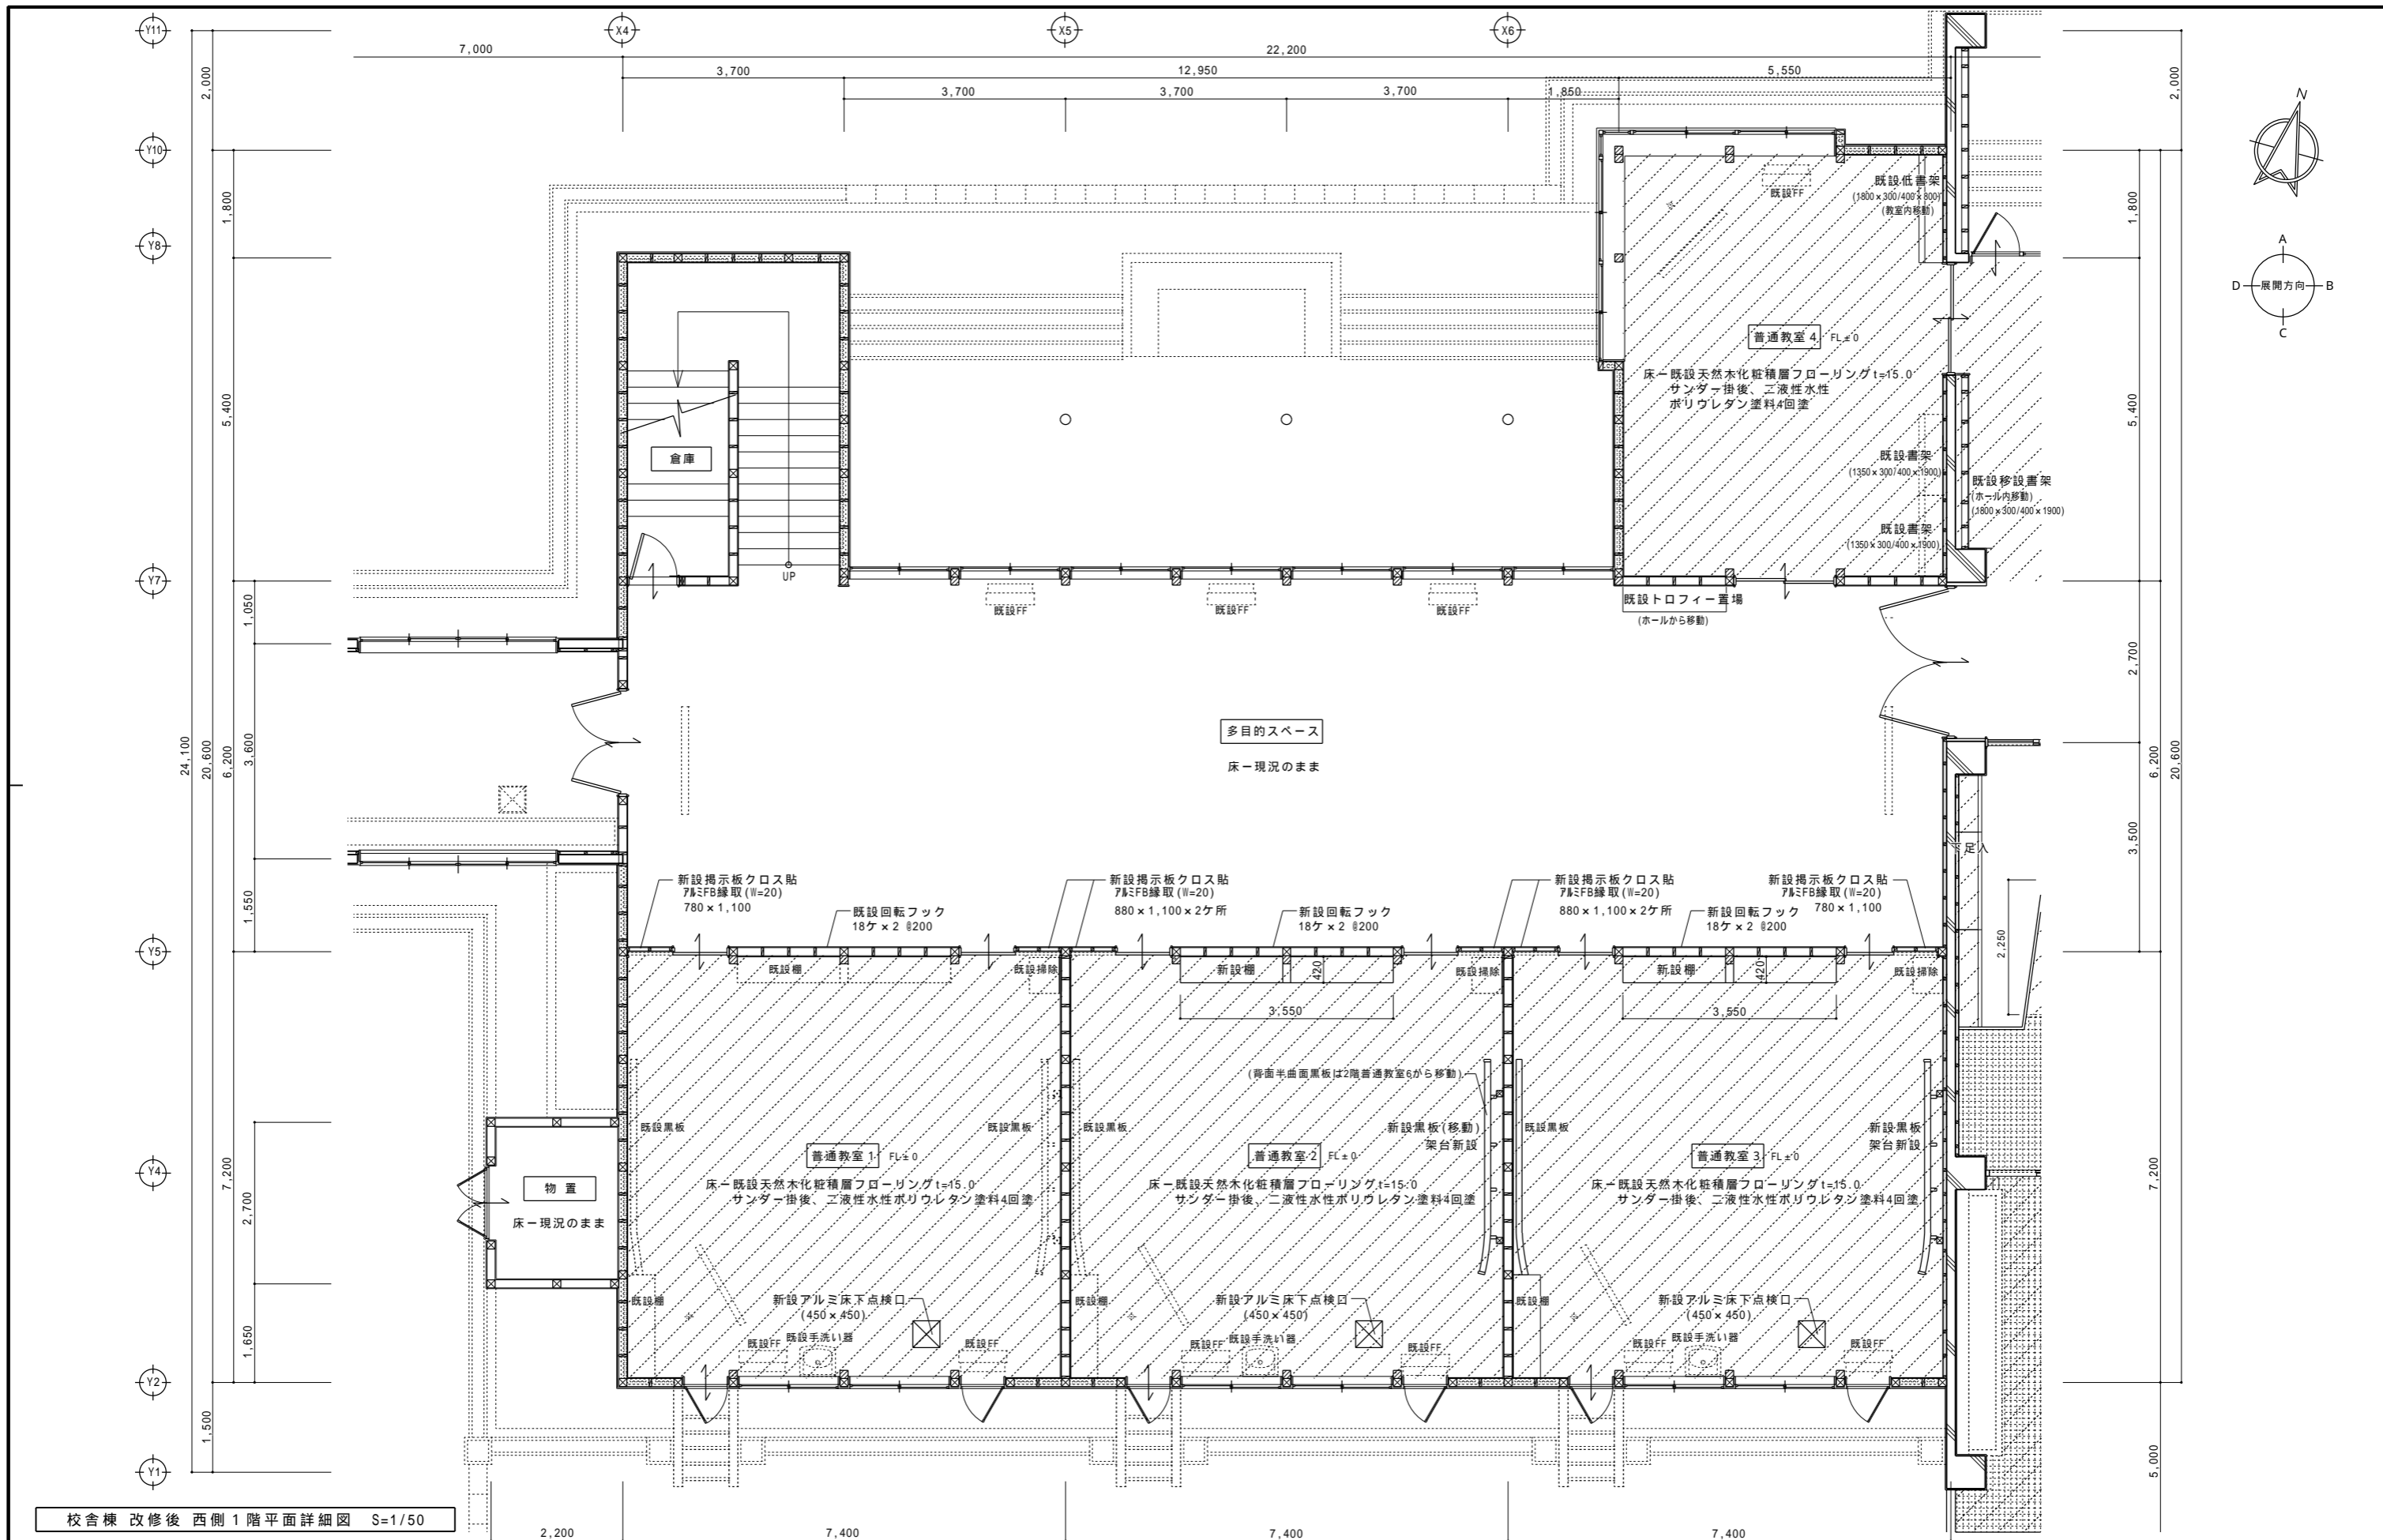 Y11
X4
X5
X6
7,000
22,200
3,700
12,950
5,550
3,700
3,700
3,700
1,850
2,000
2,000
N
Y10
1,800
既設FF
既設低書架
(1800×300/400×800)
(教室内移動)
1,800
Y8
A
D
展開方向
B
C
普通教室4 FL±0
床ー既設天然木化粧積層フローリングt=15.0
サンダー掛後、二液性水性
ポリウレタン塗料4回塗
5,400
5,400
倉庫
既設書架
(1350×300/400×1900)
既設移設書架
(ホール内移動)
(1800×300/400×1900)
既設書架
(1350×300/400×1900)
Y7
UP
既設FF
既設FF
既設FF
既設トロフィー置場
(ホールから移動)
1,050
2,700
多目的スペース
床ー現況のまま
24,100
20,600
6,200
3,600
6,200
20,600
3,500
足入
1,550
新設掲示板クロス貼
アルミFB縁取(W=20)
780×1,100
既設回転フック
18ケ×2 @200
新設掲示板クロス貼
アルミFB縁取(W=20)
880×1,100×2ケ所
新設回転フック
18ケ×2 @200
新設掲示板クロス貼
アルミFB縁取(W=20)
880×1,100×2ケ所
新設回転フック
18ケ×2 @200
新設掲示板クロス貼
アルミFB縁取(W=20)
780×1,100
2,250
Y5
既設棚
既設掃除
新設棚
420
既設掃除
新設棚
420
既設掃除
3,550
3,550
(背面半曲面黒板は2階普通教室6から移動)
既設黒板
既設黒板
既設黒板
新設黒板(移動)
架台新設
既設黒板
新設黒板
架台新設
普通教室1 FL±0
床ー既設天然木化粧積層フローリングt=15.0
サンダー掛後、二液性水性ポリウレタン塗料4回塗
普通教室2 FL±0
床ー既設天然木化粧積層フローリングt=15.0
サンダー掛後、二液性水性ポリウレタン塗料4回塗
普通教室3 FL±0
床ー既設天然木化粧積層フローリングt=15.0
サンダー掛後、二液性水性ポリウレタン塗料4回塗
Y4
7,200
2,700
7,200
物置
床ー現況のまま
既設棚
新設アルミ床下点検口
(450×450)
既設FF
既設手洗い器
既設FF
既設棚
新設アルミ床下点検口
(450×450)
既設FF
既設手洗い器
既設FF
既設棚
新設アルミ床下点検口
(450×450)
既設FF
既設手洗い器
既設FF
1,650
Y2
1,500
5,000
Y1
校舎棟 改修後 西側1階平面詳細図 S=1/50
2,200
7,400
7,400
7,400